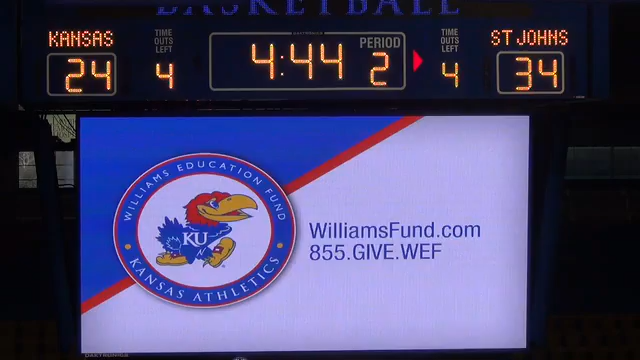 BASKETBALL
KANSAS
TIME OUTS LEFT
4:44
PERIOD
TIME OUTS LEFT
ST JOHNS
24
4
2
4
34
WILLIAMS EDUCATION FUND
KU
KANSAS ATHLETICS
WilliamsFund.com
855.GIVE.WEF
DAKTRONICS